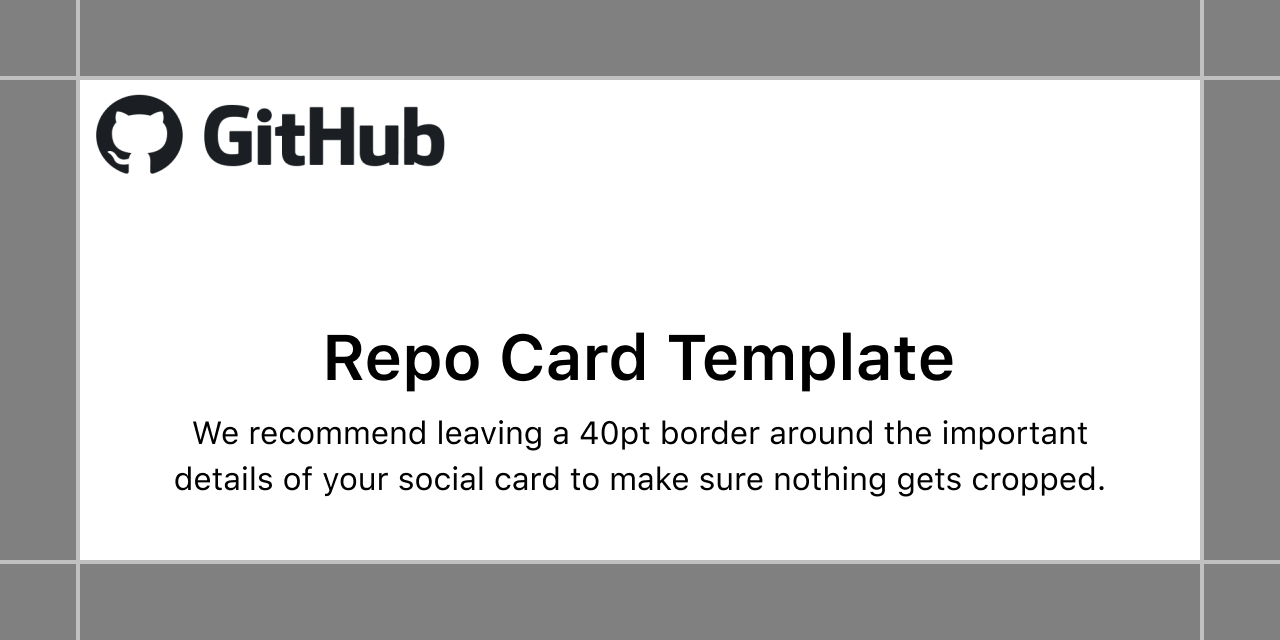 GitHub
Repo Card Template
We recommend leaving a 40pt border around the important
details of your social card to make sure nothing gets cropped.